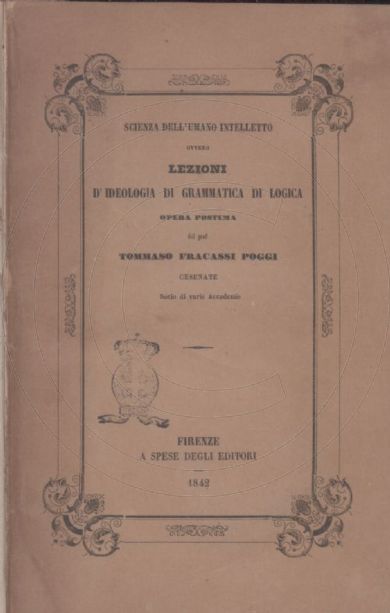 SCIENZA DELL'UMANO INTELLETTO
OVVERO
LEZIONI
D'IDEOLOGIA DI GRAMMATICA DI LOGICA
OPERA POSTUMA
del
TOMMASO FRACASSI POGGI
CESENATE
Socio di varie Accademie
FIRENZE
A SPESE DEGLI EDITORI
1842